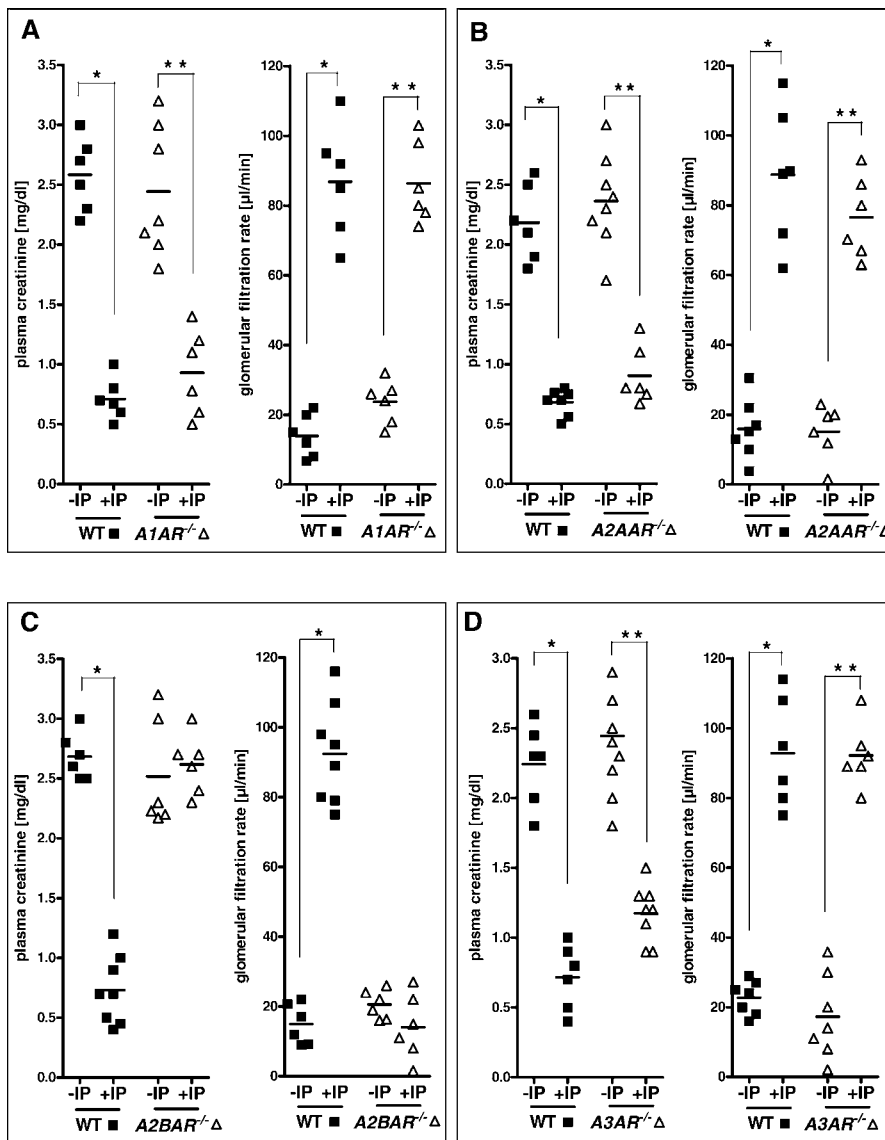 A
plasma creatinine [mg/dl]
3.5
3.0
2.5
2.0
1.5
1.0
0.5
0.0
*
* *
-IP +IP -IP +IP
WT ■ A1AR-/- Δ
glomerular filtration rate [µl/min]
120
100
80
60
40
20
0
*
* *
-IP +IP -IP +IP
WT ■ A1AR-/- Δ
B
plasma creatinine [mg/dl]
3.5
3.0
2.5
2.0
1.5
1.0
0.5
0.0
*
**
-IP +IP -IP +IP
WT ■ A2AAR-/- Δ
glomerular filtration rate [µl/min]
120
100
80
60
40
20
0
*
**
-IP +IP -IP +IP
WT ■ A2AAR-/- Δ
C
plasma creatinine [mg/dl]
3.5
3.0
2.5
2.0
1.5
1.0
0.5
0.0
*
-IP +IP -IP +IP
WT ■ A2BAR-/- Δ
glomerular filtration rate [µl/min]
120
100
80
60
40
20
0
*
-IP +IP -IP +IP
WT ■ A2BAR-/- Δ
D
plasma creatinine [mg/dl]
3.0
2.5
2.0
1.5
1.0
0.5
0.0
*
**
-IP +IP -IP +IP
WT ■ A3AR-/- Δ
glomerular filtration rate [µl/min]
120
100
80
60
40
20
0
*
* *
-IP +IP -IP +IP
WT ■ A3AR-/- Δ